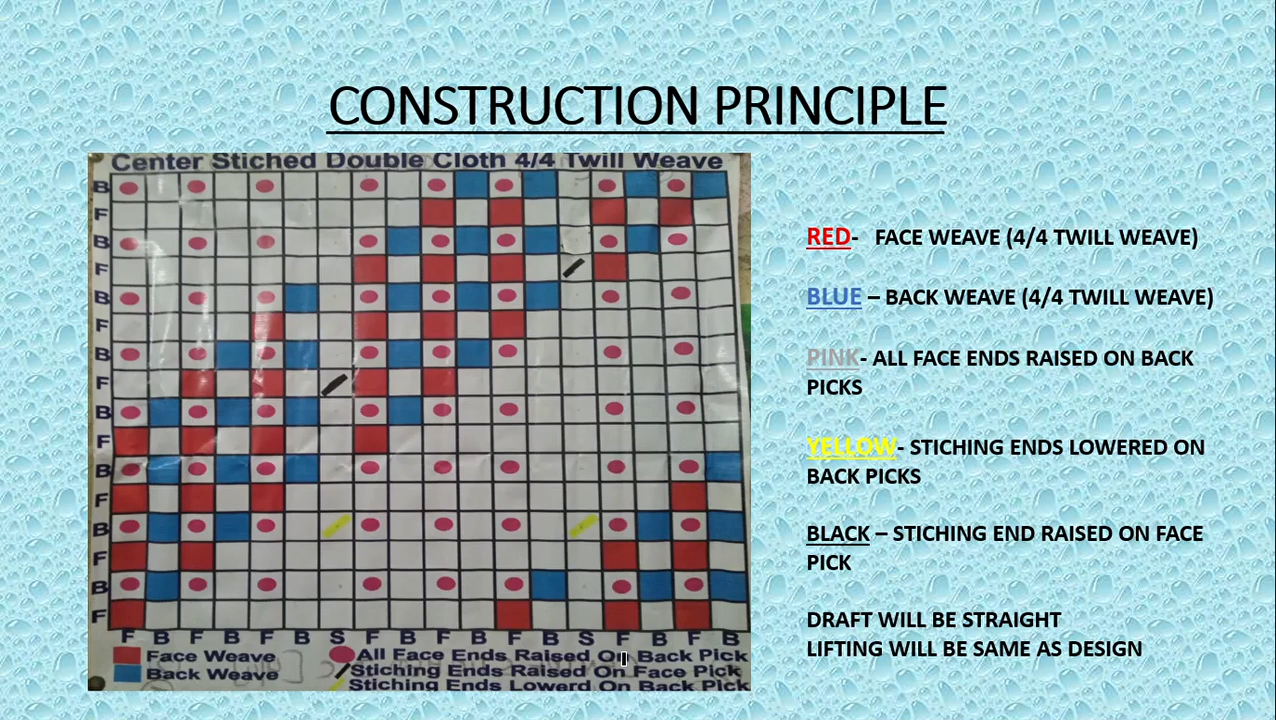 CONSTRUCTION PRINCIPLE
Center Stiched Double Cloth 4/4 Twill Weave
B
F
B
F
B
F
B
F
B
F
B
F
B
F
B
F
F B F B F B S F B F B F B S F B F B
Face Weave
Back Weave
All Face Ends Raised On Back Pick
Stiching Ends Raised On Face Pick
Stiching Ends Lowerd On Back Pick
RED- FACE WEAVE (4/4 TWILL WEAVE)
BLUE – BACK WEAVE (4/4 TWILL WEAVE)
PINK- ALL FACE ENDS RAISED ON BACK
PICKS
YELLOW- STICHING ENDS LOWERED ON
BACK PICKS
BLACK – STICHING END RAISED ON FACE
PICK
DRAFT WILL BE STRAIGHT
LIFTING WILL BE SAME AS DESIGN